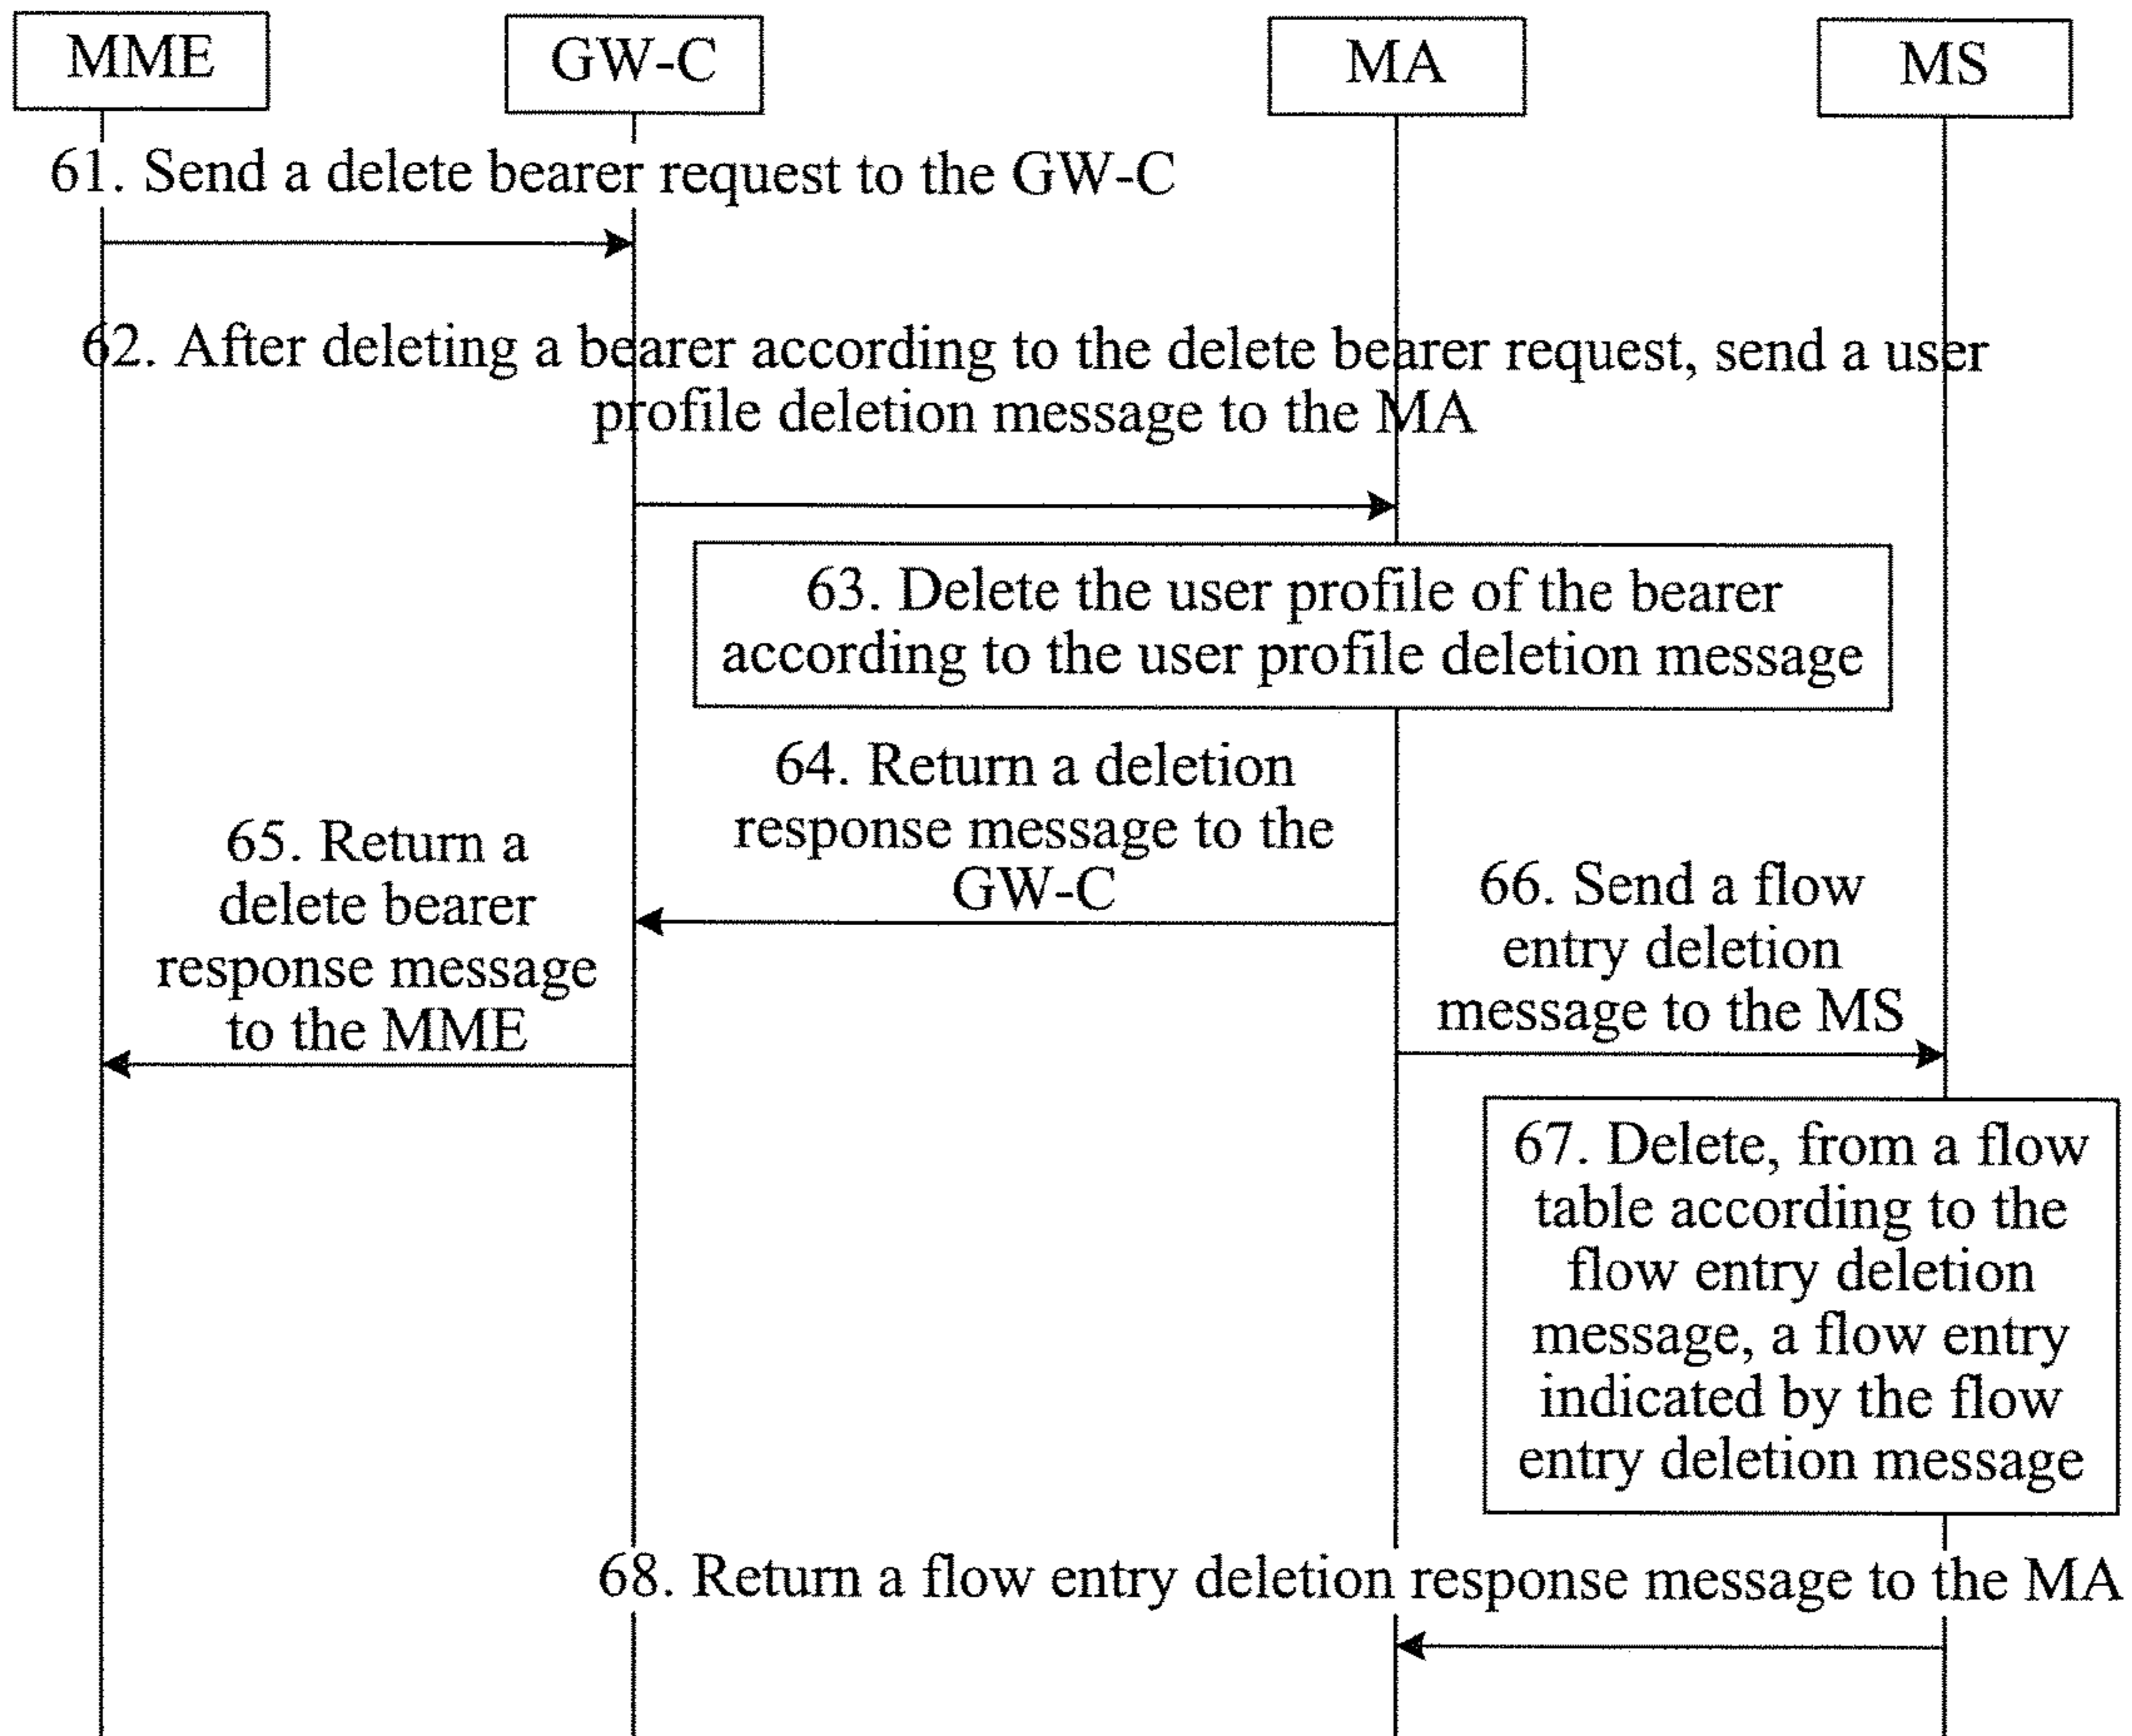 MME
GW-C
MA
MS
61. Send a delete bearer request to the GW-C
62. After deleting a bearer according to the delete bearer request, send a user
profile deletion message to the MA
63. Delete the user profile of the bearer
according to the user profile deletion message
64. Return a deletion
response message to the
GW-C
65. Return a
delete bearer
response message
to the MME
66. Send a flow
entry deletion
message to the MS
67. Delete, from a flow
table according to the
flow entry deletion
message, a flow entry
indicated by the flow
entry deletion message
68. Return a flow entry deletion response message to the MA